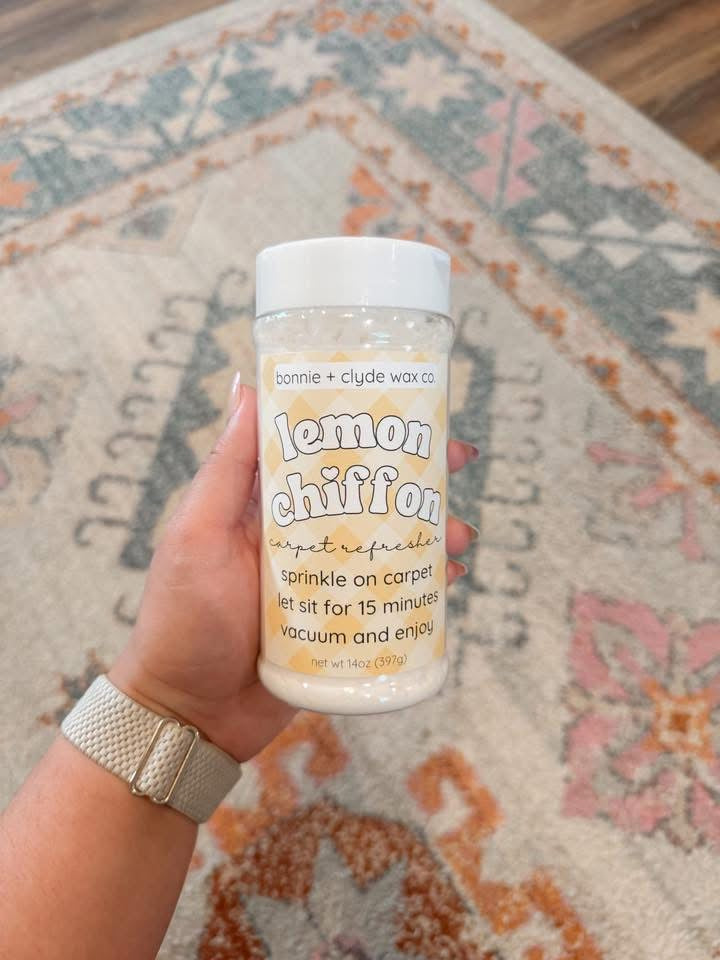 bonnie + clyde wax co.
lemon
chiffon
carpet refresher
sprinkle on carpet
let sit for 15 minutes
vacuum and enjoy
net wt 14oz (397g)